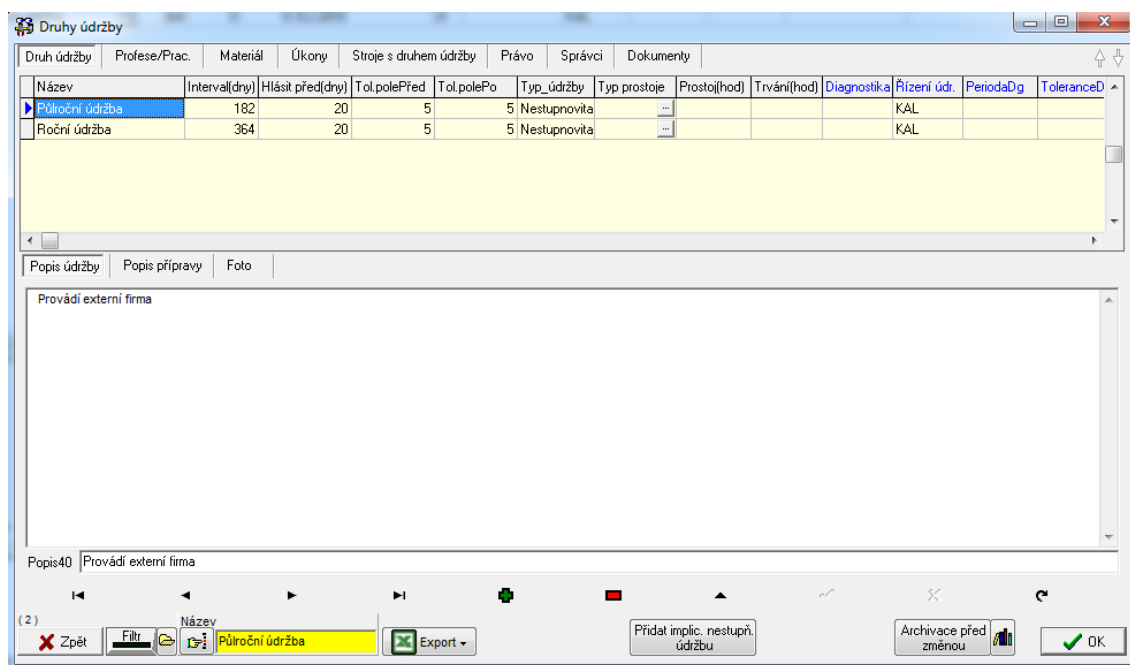 Druhy údržby
Druh údržby Profese/Prac. Materiál Úkony Stroje s druhem údržby Právo Správci Dokumenty
Název Interval(dny) Hlásit před(dny) Tol.polePřed Tol.polePo Typ_údržby Typ prostoje Prostoj(hod) Trvání(hod) Diagnostika Řízení údr. PeriodaDg ToleranceD
Půlroční údržba 182 20 5 5 Nestupnovita ... KAL
Roční údržba 364 20 5 5 Nestupnovita ... KAL
Popis údržby Popis přípravy Foto
Provádí externí firma
Popis40 Provádí externí firma
(2) Název
Zpět Filtr Půlroční údržba Export Přidat implic. nestupň. Archivace před OK
údržbu změnou